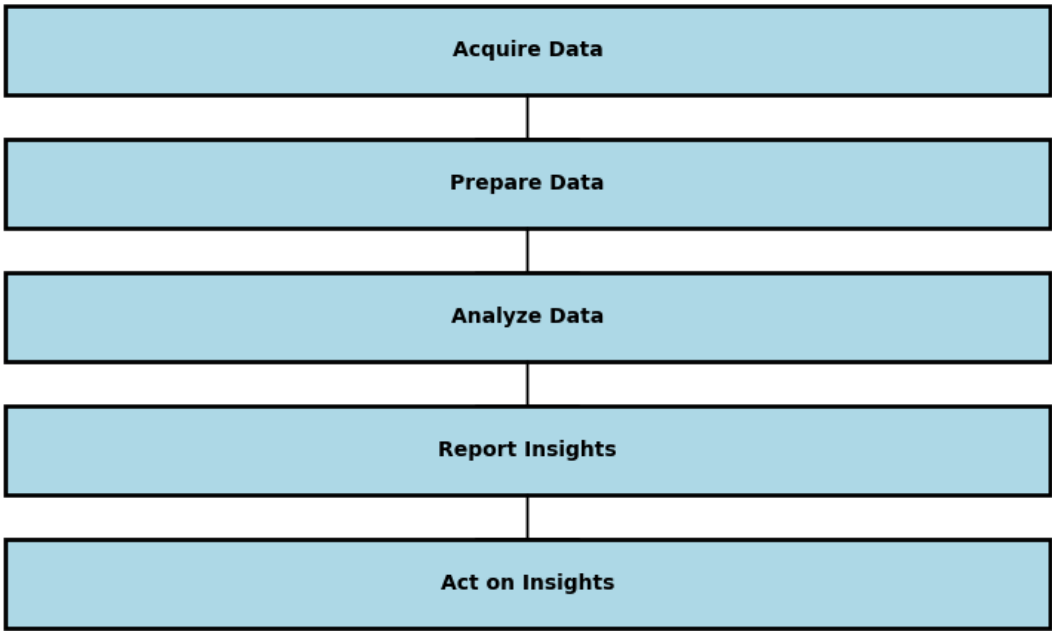 Acquire Data
Prepare Data
Analyze Data
Report Insights
Act on Insights